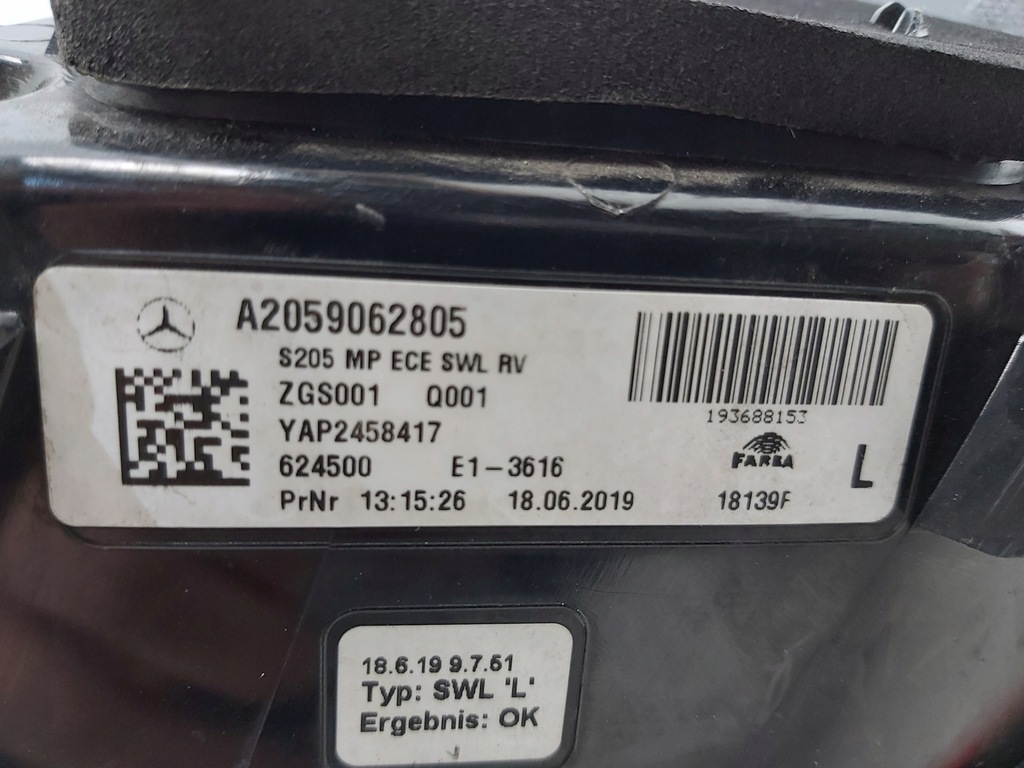 A2059062805
S205 MP ECE SWL RV
ZGS001 Q001
YAP2458417
624500 E1-3616
PrNr 13:15:26 18.06.2019
193688153
FARBA
L
18139F
18.6.19 9.7.51
Typ: SWL 'L'
Ergebnis: OK